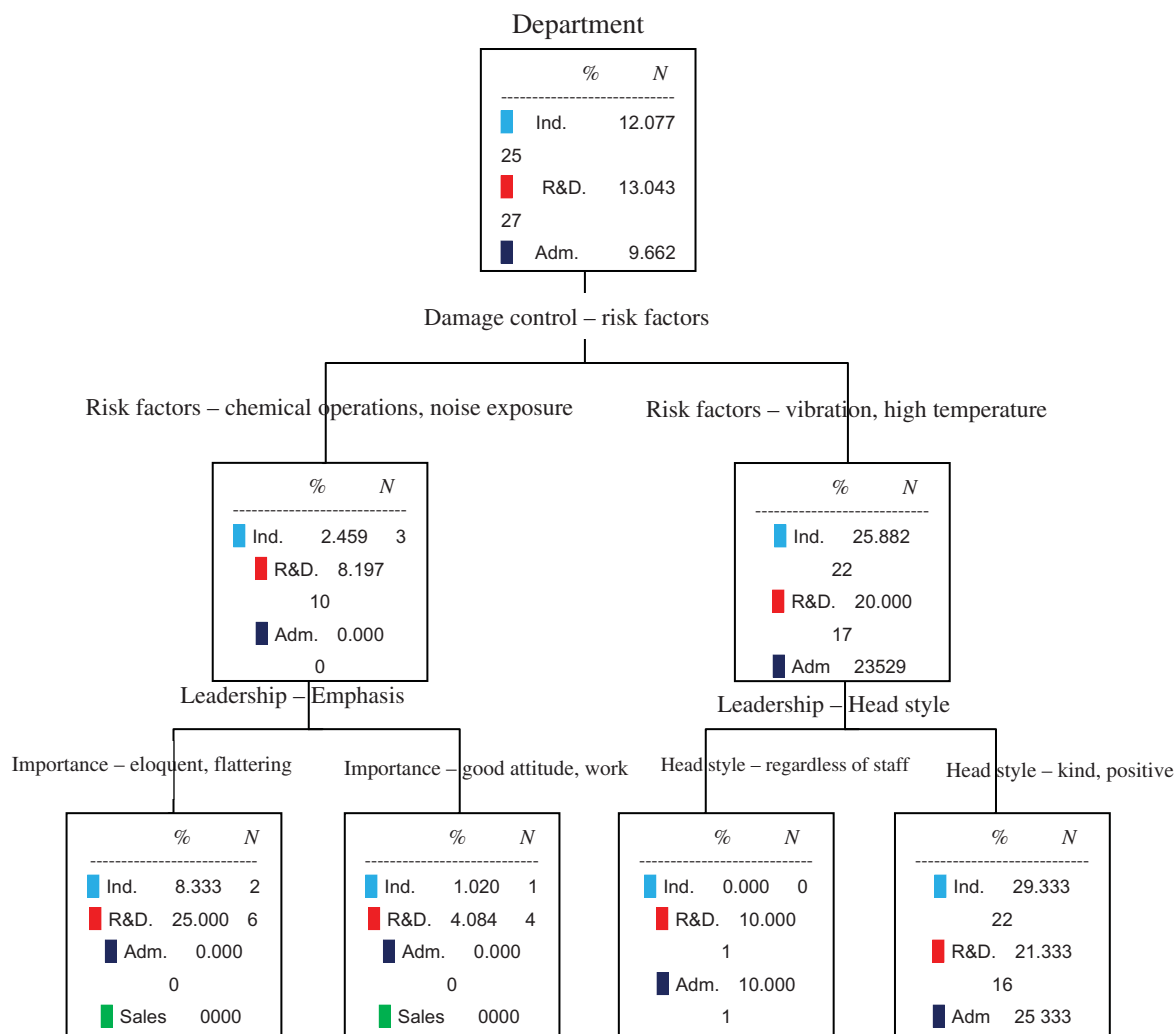 Department
% N
----------------------------
Ind. 12.077
25
R&D. 13.043
27
Adm. 9.662
Damage control – risk factors
Risk factors – chemical operations, noise exposure
Risk factors – vibration, high temperature
% N
----------------------------
Ind. 2.459 3
R&D. 8.197
10
Adm. 0.000
0
% N
----------------------------
Ind. 25.882
22
R&D. 20.000
17
Adm 23529
Leadership – Emphasis
Leadership – Head style
Importance – eloquent, flattering
Importance – good attitude, work
Head style – regardless of staff
Head style – kind, positive
% N
---------------------------
Ind. 8.333 2
R&D. 25.000 6
Adm. 0.000
0
Sales 0000
% N
----------------------------
Ind. 1.020 1
R&D. 4.084 4
Adm. 0.000
0
Sales 0000
% N
----------------------------
Ind. 0.000 0
R&D. 10.000
1
Adm. 10.000
1
% N
----------------------------
Ind. 29.333
22
R&D. 21.333
16
Adm 25 333